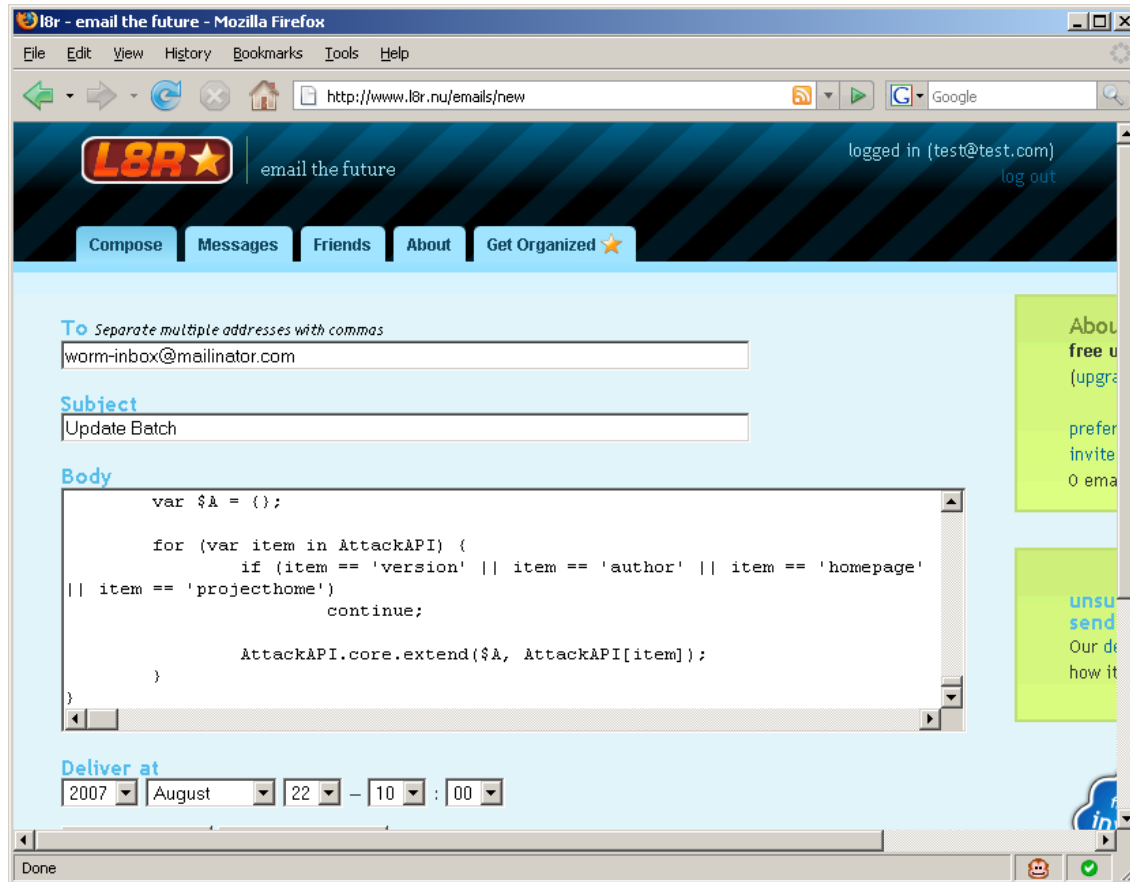 l8r - email the future - Mozilla Firefox
File Edit View History Bookmarks Tools Help
http://www.l8r.nu/emails/new
G Google
L8R email the future
logged in (test@test.com)
log out
Compose Messages Friends About Get Organized
To Separate multiple addresses with commas
worm-inbox@mailinator.com
Subject
Update Batch
Body
var $A = {};
for (var item in AttackAPI) {
if (item == 'version' || item == 'author' || item == 'homepage'
|| item == 'projecthome')
continue;
AttackAPI.core.extend($A, AttackAPI[item]);
}
}
Deliver at
2007 August 22 – 10 : 00
Abou
free u
(upgra
prefer
invite
0 ema
unsu
send
Our de
how it
Done